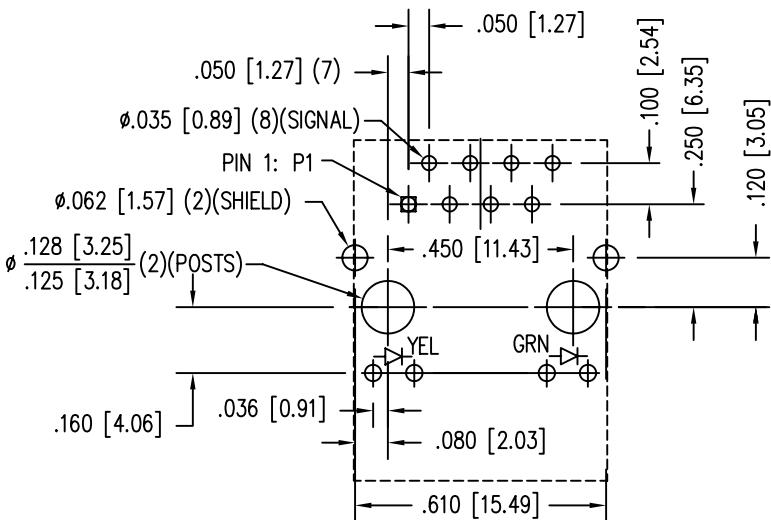 .050 [1.27]
.050 [1.27] (7)
ø.035 [0.89] (8)(SIGNAL)
PIN 1: P1
ø.062 [1.57] (2)(SHIELD)
ø .128 [3.25]
.125 [3.18] (2)(POSTS)
.100 [2.54]
.250 [6.35]
.120 [3.05]
.450 [11.43]
YEL
GRN
.036 [0.91]
.160 [4.06]
.080 [2.03]
.610 [15.49]